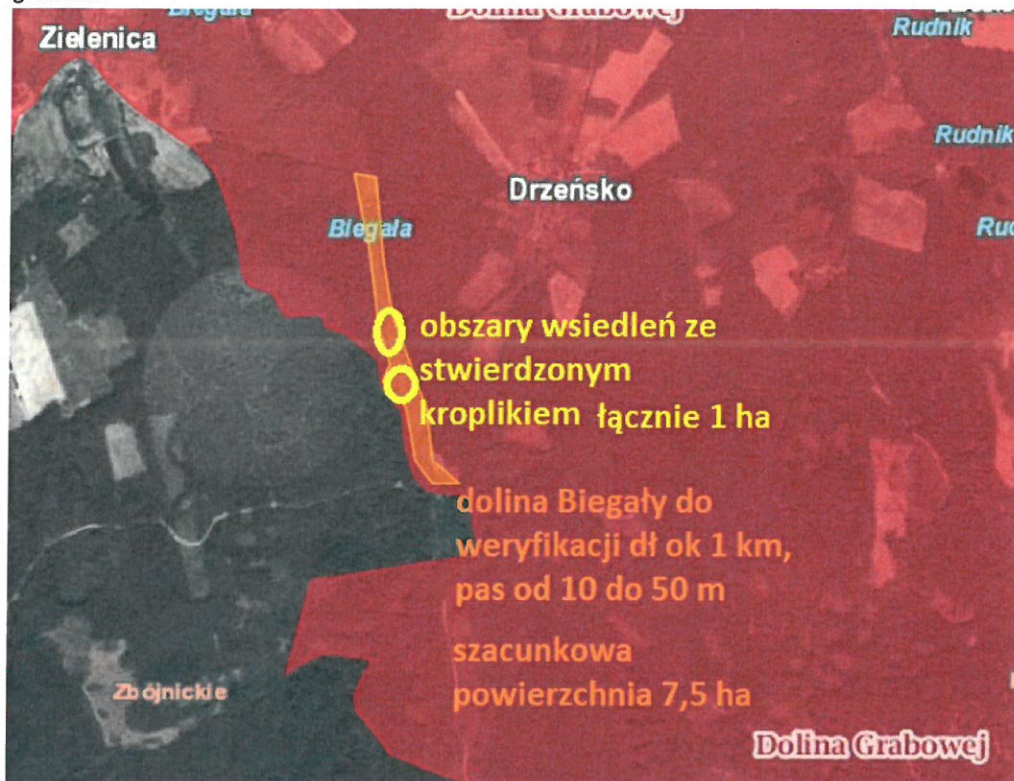 Biegała
Dolina Grabowej
Rudnik
Zielenica
Rudnik
Drzeńsko
Biegała
obszary wsiedleń ze
stwierdzonym
kroplikiem łącznie 1 ha
dolina Biegały do
weryfikacji dł ok 1 km,
pas od 10 do 50 m
szacunkowa
powierzchnia 7,5 ha
Zbójnickie
Dolina Grabowej